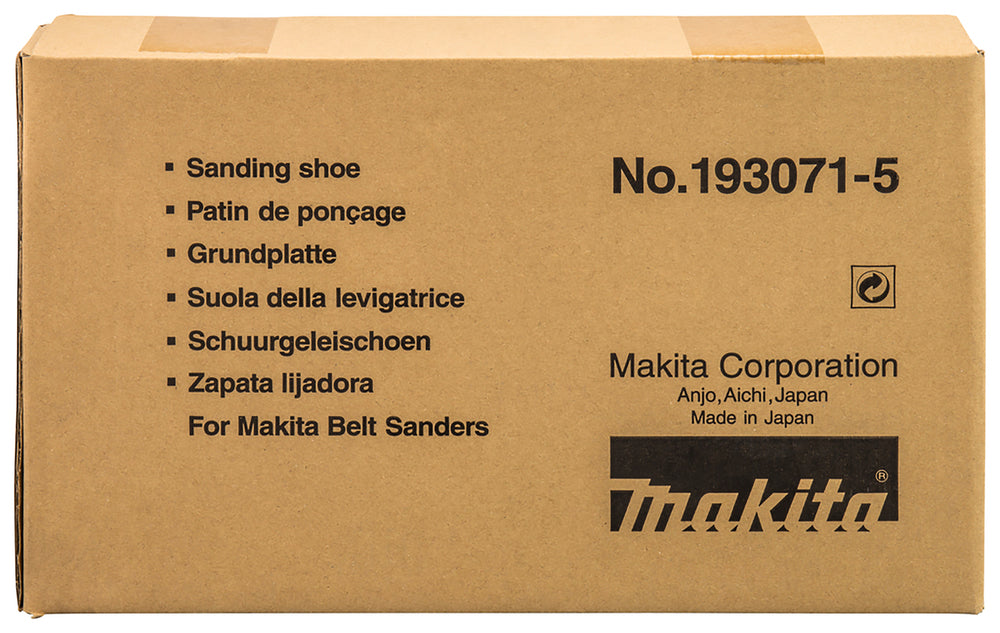 ▪ Sanding shoe
▪ Patin de ponçage
▪ Grundplatte
▪ Suola della levigatrice
▪ Schuurgeleischoen
▪ Zapata lijadora
For Makita Belt Sanders
No.193071-5
Makita Corporation
Anjo,Aichi,Japan
Made in Japan
makita®